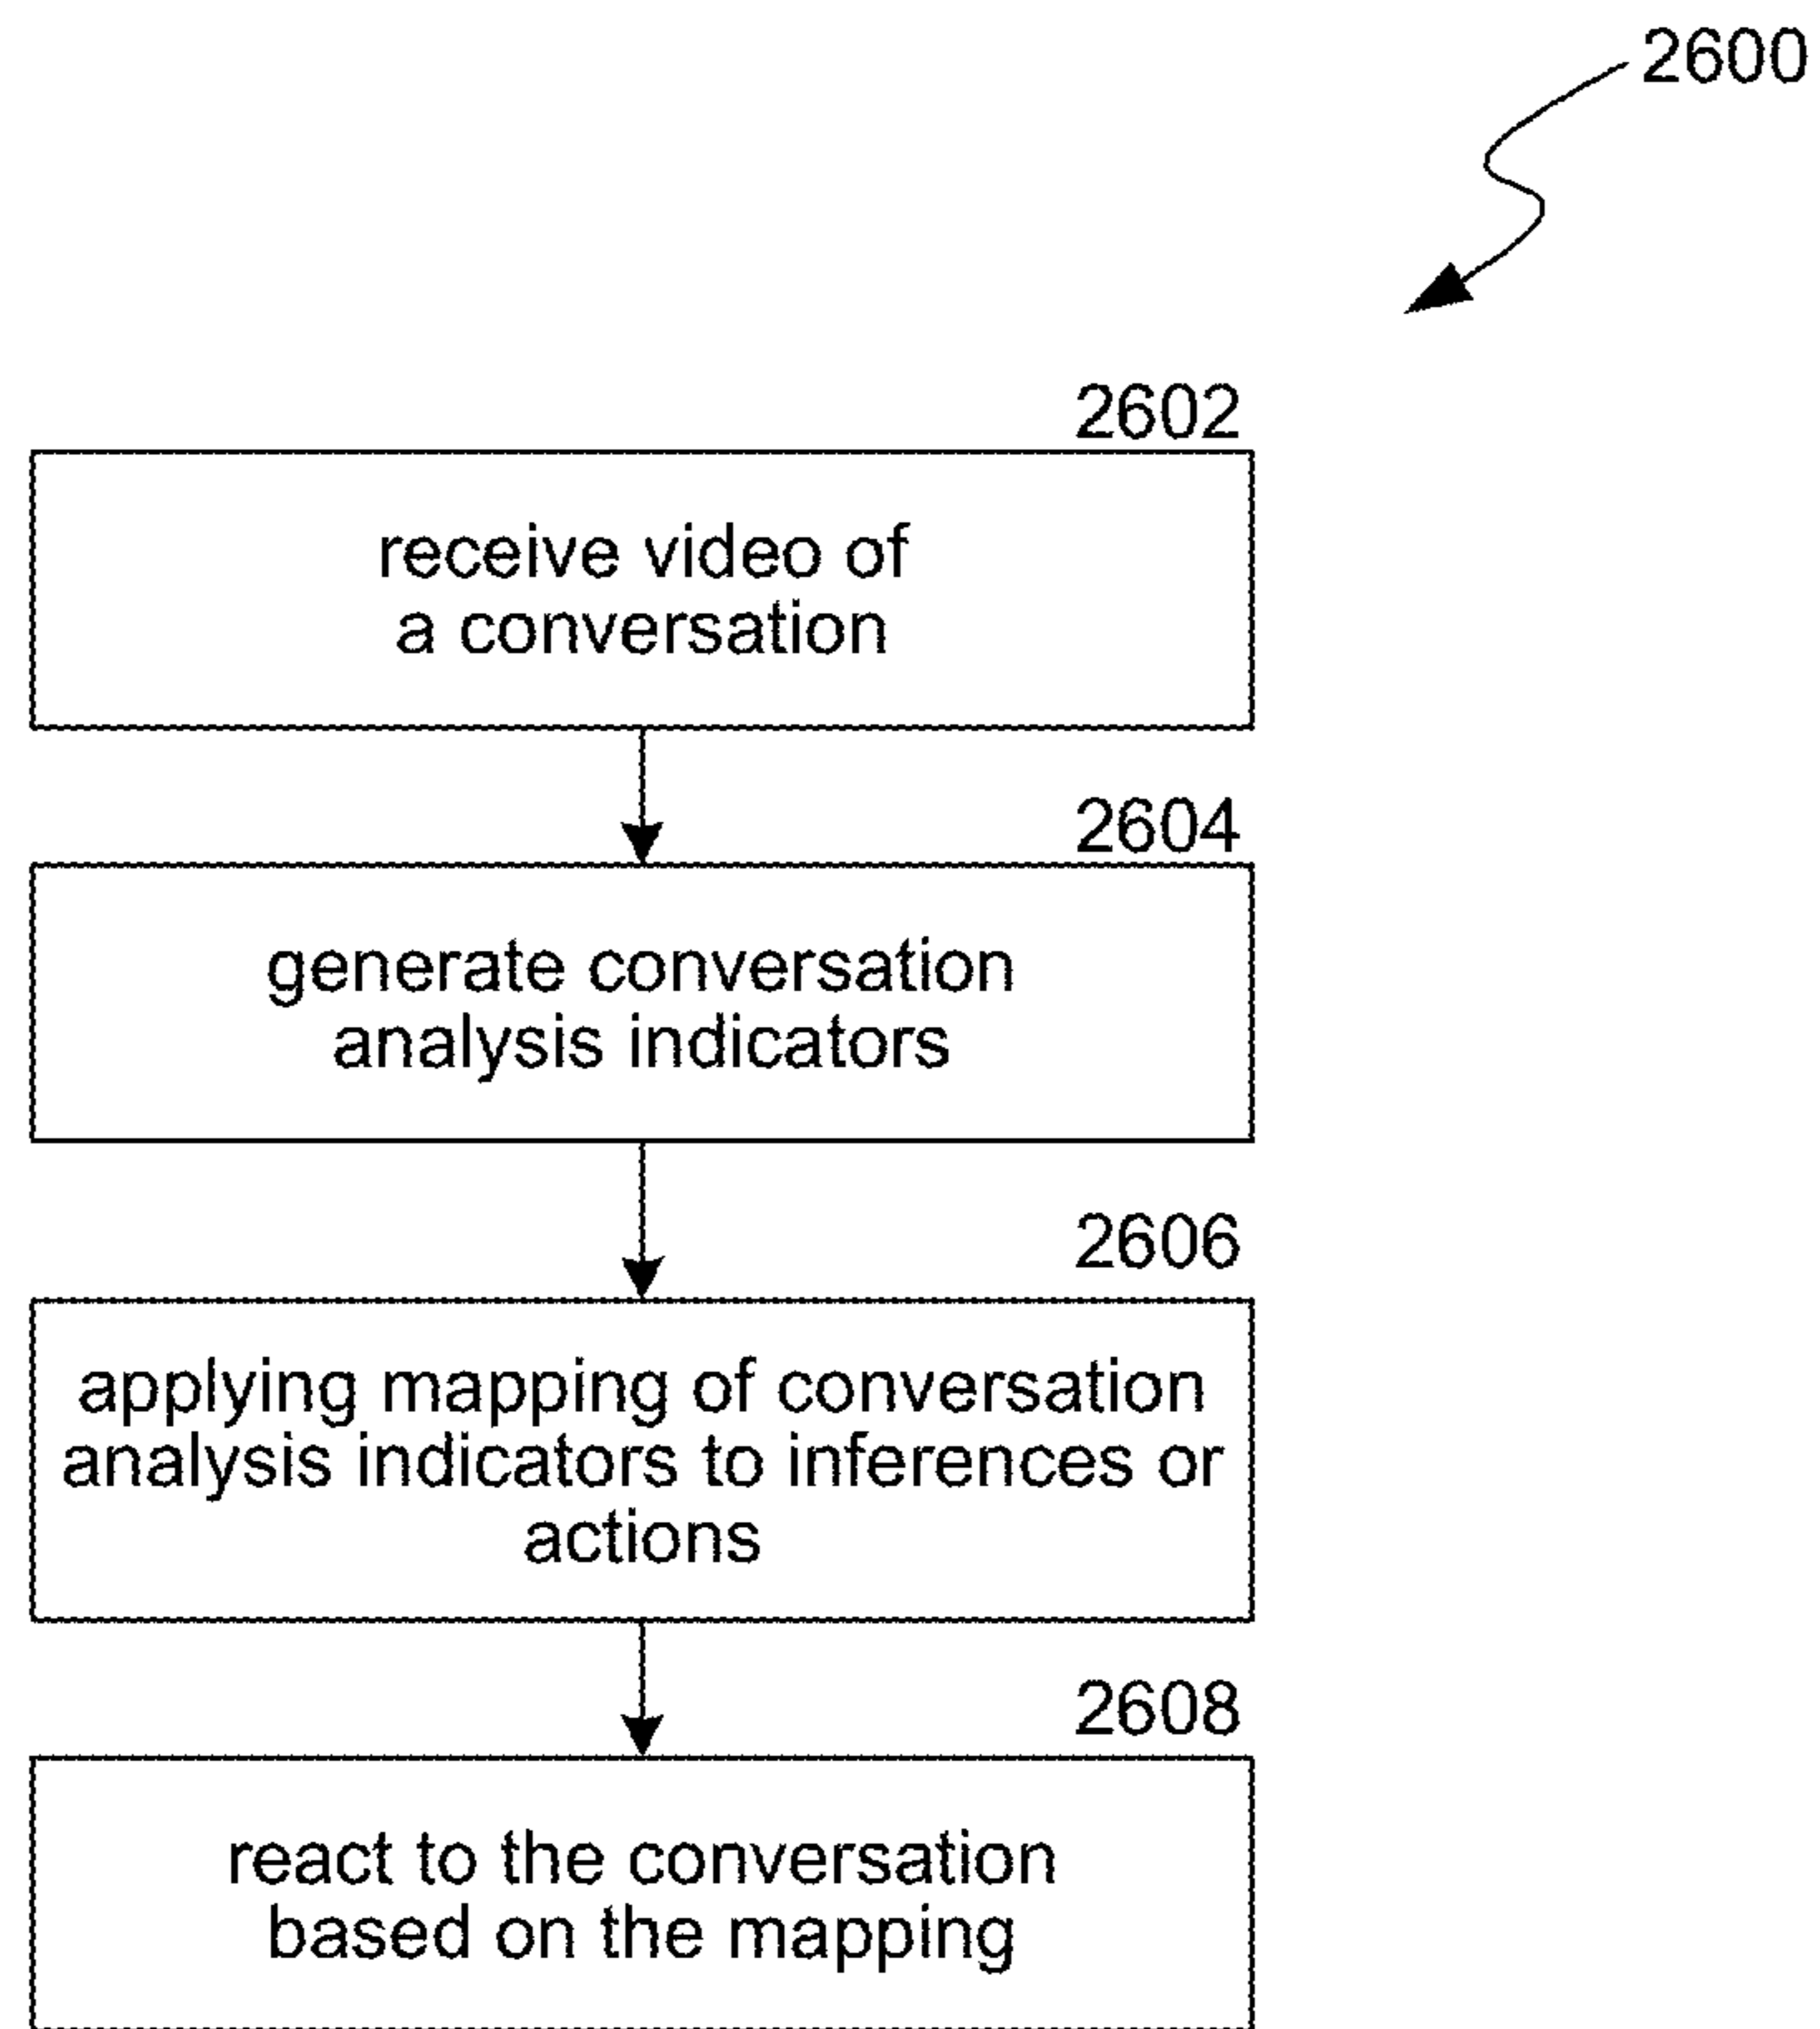 2600
2602
receive video of
a conversation
2604
generate conversation
analysis indicators
2606
applying mapping of conversation
analysis indicators to inferences or
actions
2608
react to the conversation
based on the mapping